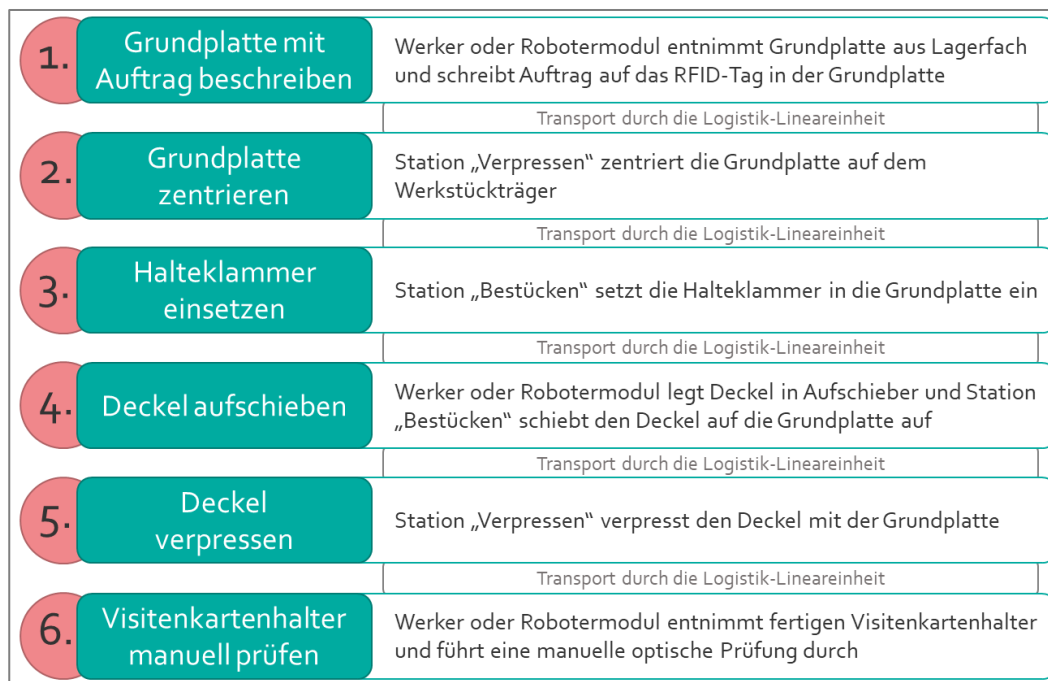 1.
Grundplatte mit
Auftrag beschreiben
Werker oder Robotermodul entnimmt Grundplatte aus Lagerfach
und schreibt Auftrag auf das RFID-Tag in der Grundplatte
Transport durch die Logistik-Lineareinheit
2.
Grundplatte
zentrieren
Station „Verpressen“ zentriert die Grundplatte auf dem
Werkstückträger
Transport durch die Logistik-Lineareinheit
3.
Halteklammer
einsetzen
Station „Bestücken“ setzt die Halteklammer in die Grundplatte ein
Transport durch die Logistik-Lineareinheit
4.
Deckel aufschieben
Werker oder Robotermodul legt Deckel in Aufschieber und Station
„Bestücken“ schiebt den Deckel auf die Grundplatte auf
Transport durch die Logistik-Lineareinheit
5.
Deckel
verpressen
Station „Verpressen“ verpresst den Deckel mit der Grundplatte
Transport durch die Logistik-Lineareinheit
6.
Visitenkartenhalter
manuell prüfen
Werker oder Robotermodul entnimmt fertigen Visitenkartenhalter
und führt eine manuelle optische Prüfung durch